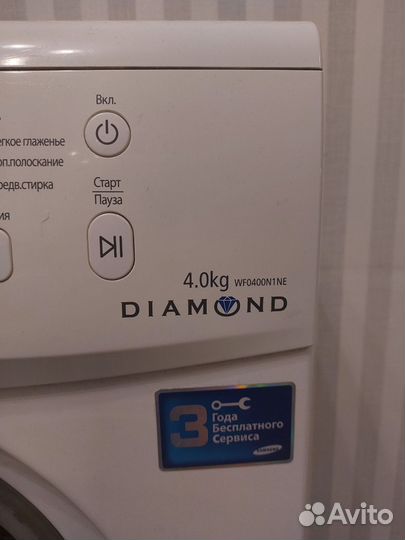 Вкл.
егкое глаженье
оп.полоскание
редв.стирка
Старт
Пауза
ия
4.0kg WF0400N1NE
DIAMOND
3 Года
Бесплатного
Сервиса
SAMSUNG
Avito